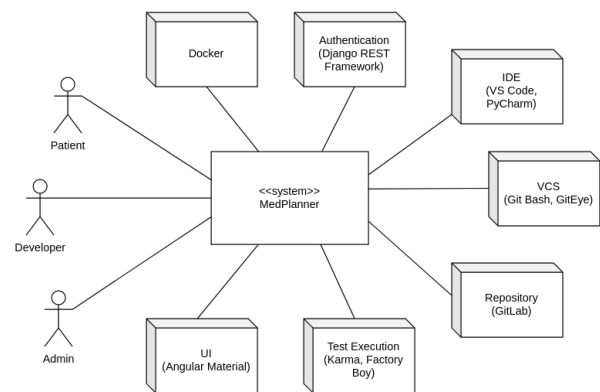 Docker
Authentication
(Django REST
Framework)
IDE
(VS Code,
PyCharm)
Patient
<<system>>
MedPlanner
VCS
(Git Bash, GitEye)
Developer
Repository
(GitLab)
Admin
UI
(Angular Material)
Test Execution
(Karma, Factory
Boy)